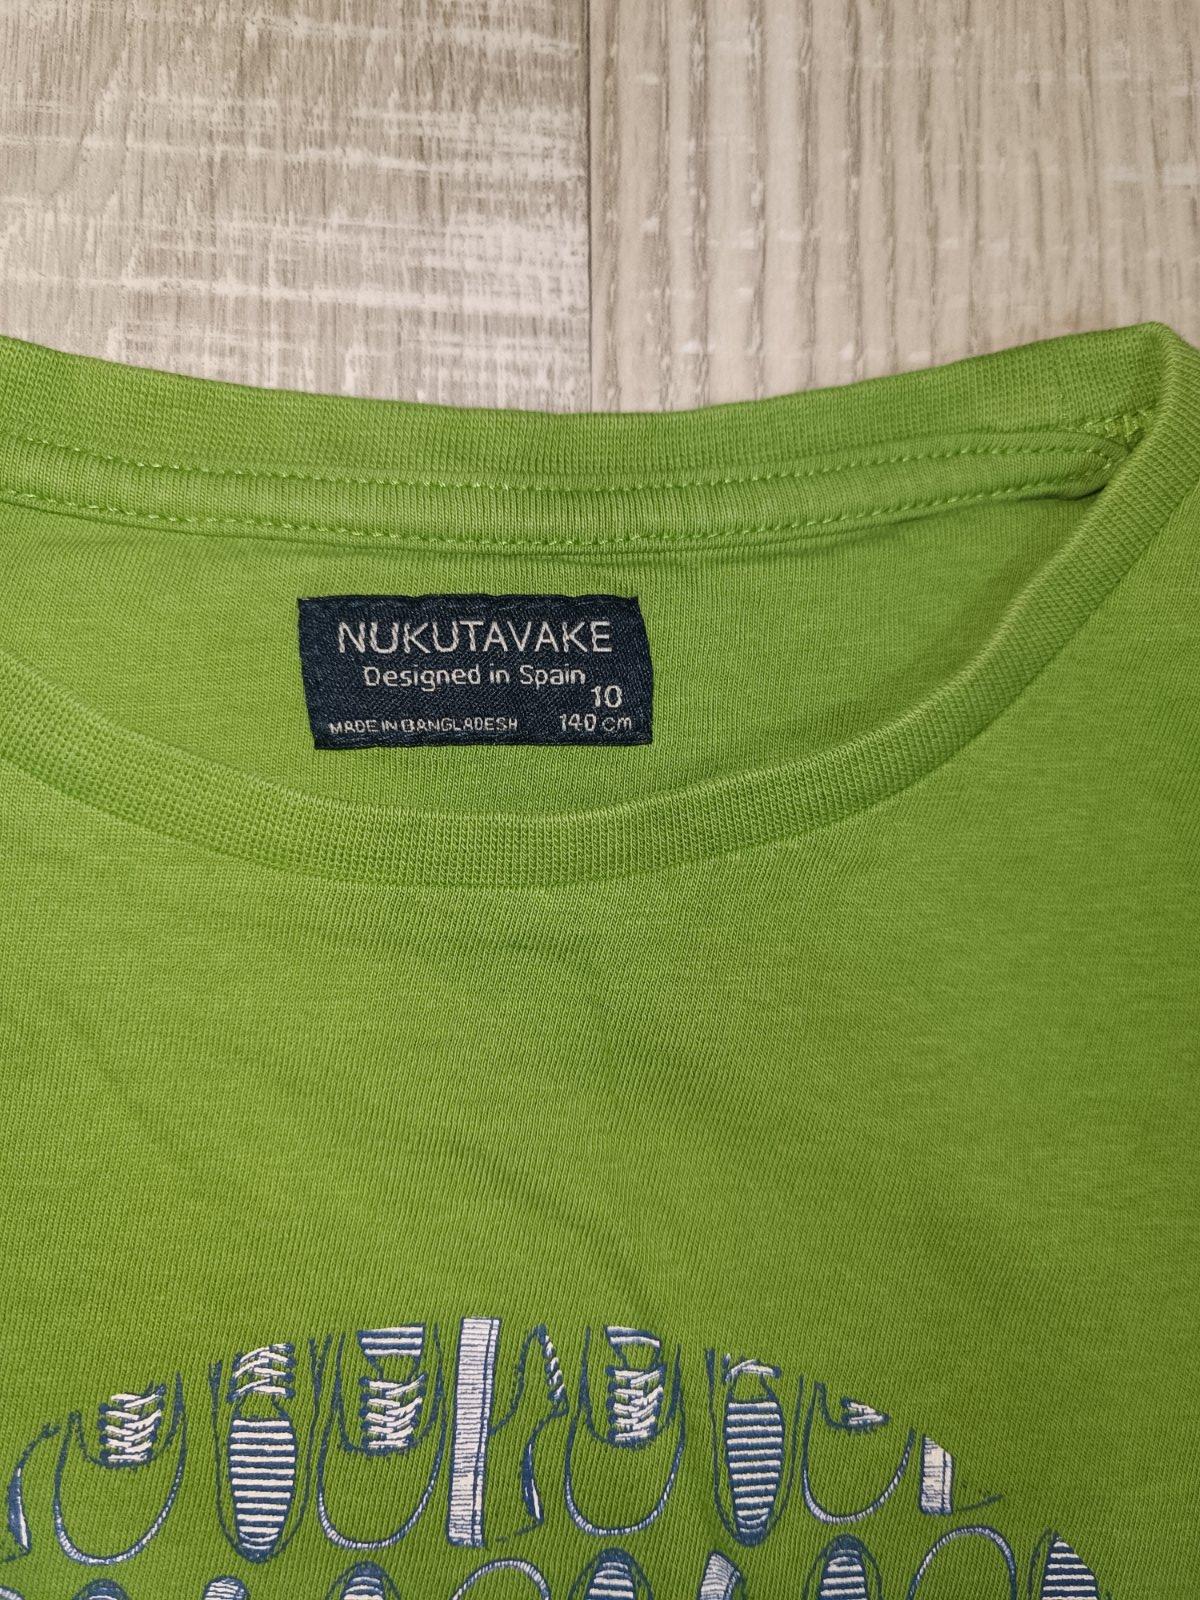 NUKUTAVAKE
Designed in Spain
10
MADE IN BANGLADESH 140 cm